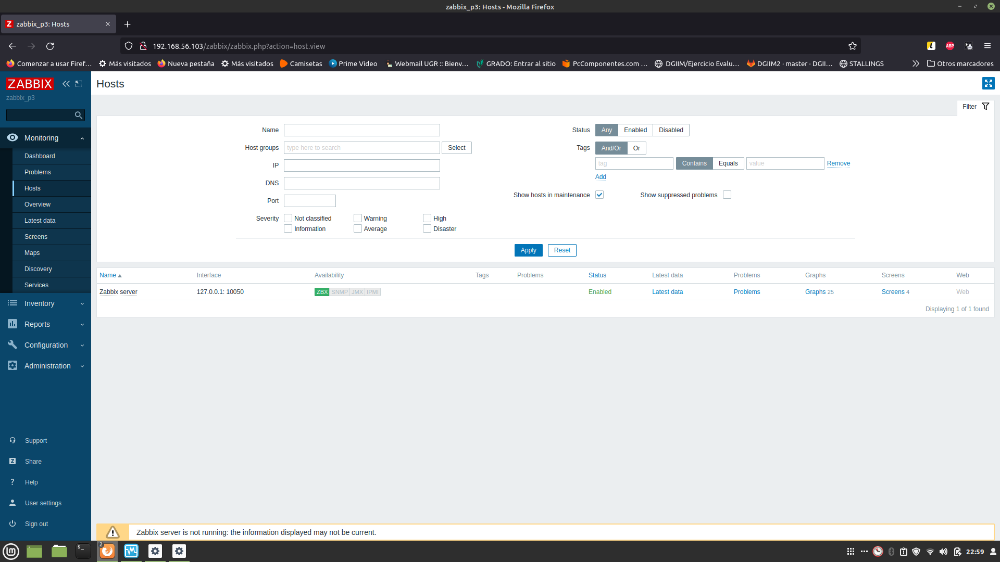 zabbix_p3: Hosts - Mozilla Firefox
zabbix_p3: Hosts
192.168.56.103/zabbix/zabbix.php?action=host.view
Comenzar a usar Firef… Más visitados Nueva pestaña Más visitados Camisetas Prime Video Webmail UGR :: Bienv… GRADO: Entrar al sitio PcComponentes.com … DGIIM/Ejercicio Evalu… DGIIM2 · master · DGII… STALLINGS Otros marcadores
ABP
ZABBIX
zabbix_p3
Monitoring
Dashboard
Problems
Hosts
Overview
Latest data
Screens
Maps
Discovery
Services
Inventory
Reports
Configuration
Administration
Support
Share
Help
User settings
Sign out
Hosts
Filter
Name
Host groups type here to search Select
IP
DNS
Port
Severity Not classified Warning High
Information Average Disaster
Status Any Enabled Disabled
Tags And/Or Or
tag Contains Equals value Remove
Add
Show hosts in maintenance Show suppressed problems
Apply Reset
Name Interface Availability Tags Problems Status Latest data Problems Graphs Screens Web
Zabbix server 127.0.0.1: 10050 ZBX SNMP JMX IPMI Enabled Latest data Problems Graphs 25 Screens 4 Web
Displaying 1 of 1 found
Zabbix server is not running: the information displayed may not be current.
2
22:59